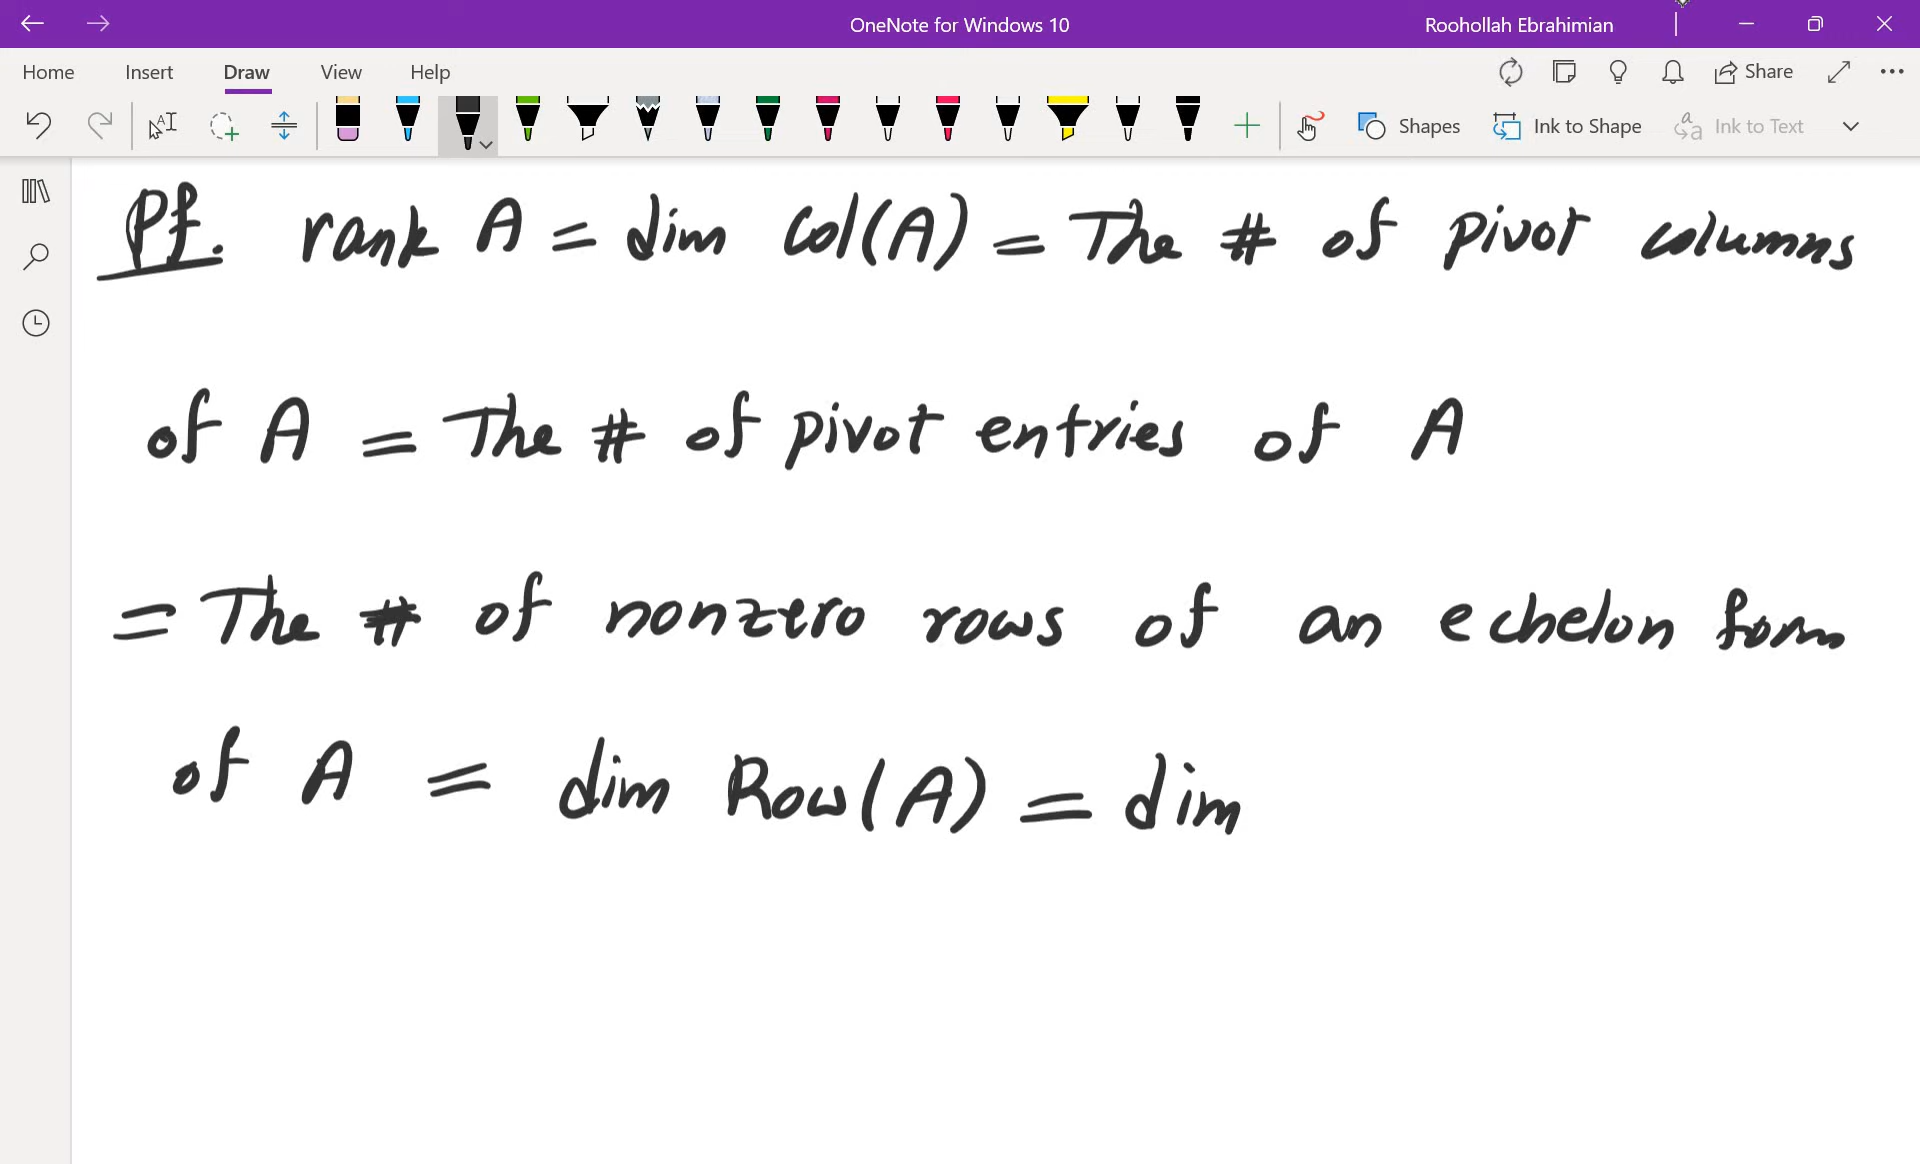 OneNote for Windows 10
Roohollah Ebrahimian
Home Insert Draw View Help
Share
Shapes Ink to Shape Ink to Text
Pf. rank A = dim Col(A) = The # of pivot columns
of A = The # of pivot entries of A
= The # of nonzero rows of an echelon form
of A = dim Row(A) = dim